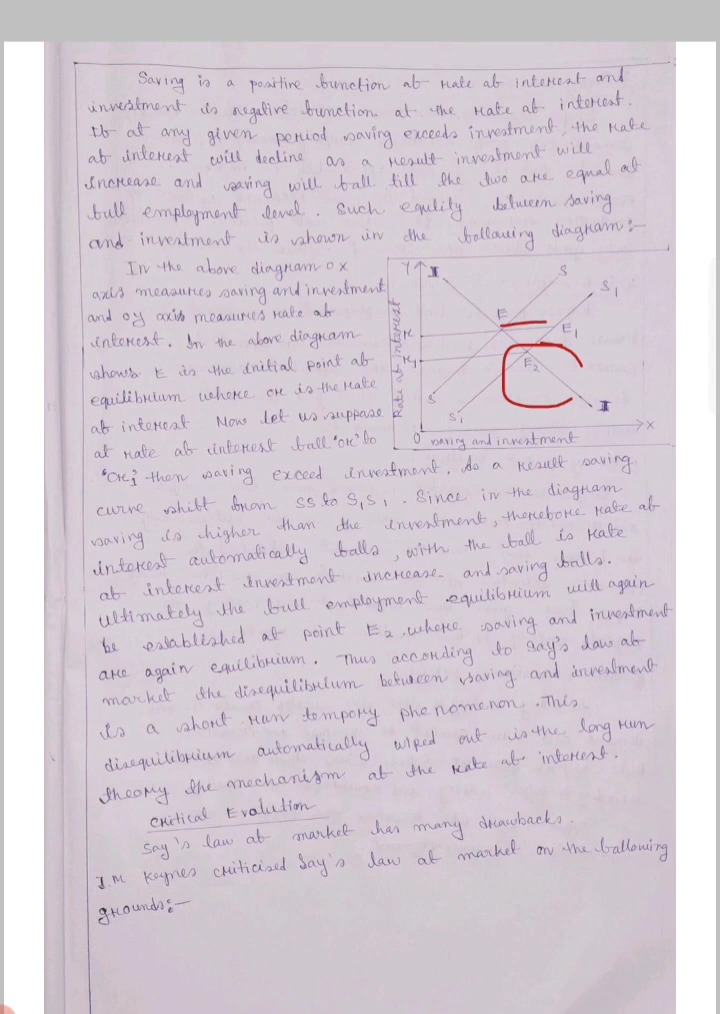 Saving is a positive function of rate of interest and
investment is negative function of the rate of interest.
If at any given period saving exceeds investment, the rate
of interest will decline as a result investment will
increase and saving will fall till the two are equal at
full employment level. Such equlity between saving
and investment is shown in the following diagram:-
In the above diagram ox
axis measures saving and investment
and oy axis measures rate of
interest. In the above diagram
shows E is the initial point of
equilibrium where or is the rate
of interest Now let us suppose
at rate of interest fall "or" to
"Or₁" then saving exceed investment. As a result saving
curve shift from SS to S₁S₁. Since in the diagram
saving is higher than the investment, therefore rate of
interest automatically falls, with the fall is rate
of interest investment increase and saving falls.
ultimately the full employment equilibrium will again
be established at point E₂ where saving and investment
are again equilibrium. Thus according to Say's law of
market the disequilibrium between saving and investment
is a short run tempory phenomenon. This
disequilibrium automatically wiped out is the long run
theory the mechanism of the rate of interest.
Critical Evalution
Say's law of market has many drawbacks.
J.M Keynes criticised Say's law of market on the following
grounds:-
Y
I
S
S₁
E
E₁
r
r₁
E₂
S
S₁
I
X
O
Rate of interest
saving and investment